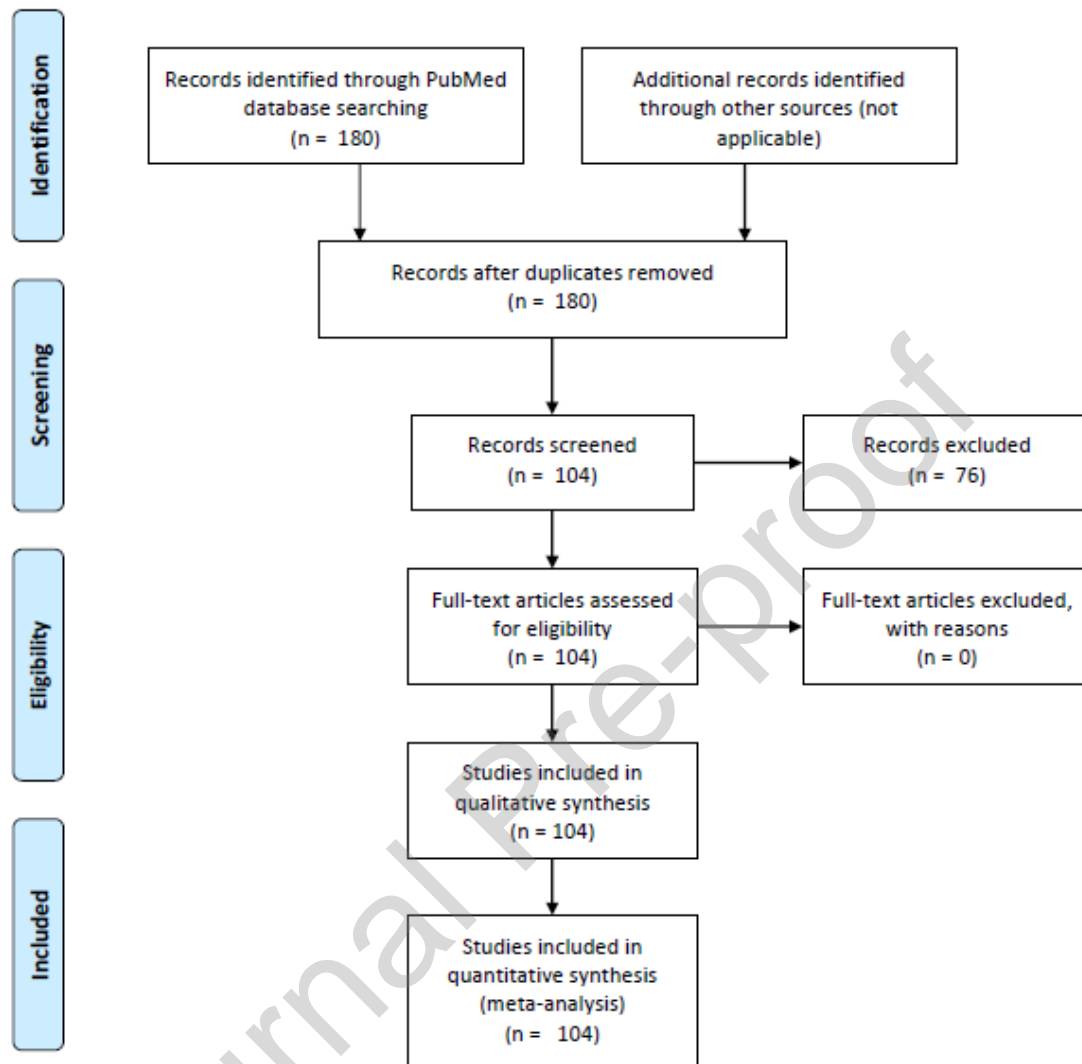 Identification
Records identified through PubMed
database searching
(n = 180)
Additional records identified
through other sources (not
applicable)
Records after duplicates removed
(n = 180)
Screening
Records screened
(n = 104)
Records excluded
(n = 76)
Eligibility
Full-text articles assessed
for eligibility
(n = 104)
Full-text articles excluded,
with reasons
(n = 0)
Studies included in
qualitative synthesis
(n = 104)
Included
Studies included in
quantitative synthesis
(meta-analysis)
(n = 104)
urnal Pre-proof